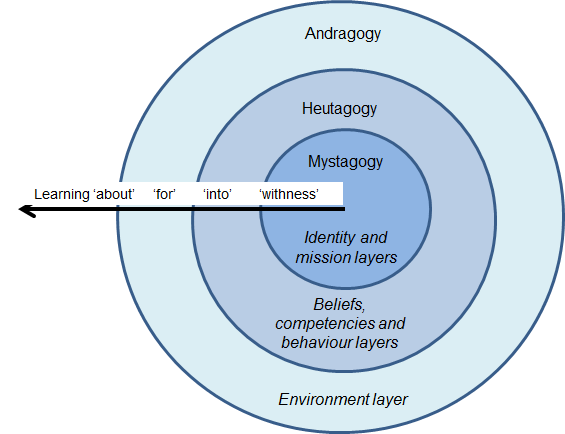 Andragogy
Heutagogy
Mystagogy
Learning ‘about’ ‘for’ ‘into’ ‘withness’
Identity and
mission layers
Beliefs,
competencies and
behaviour layers
Environment layer